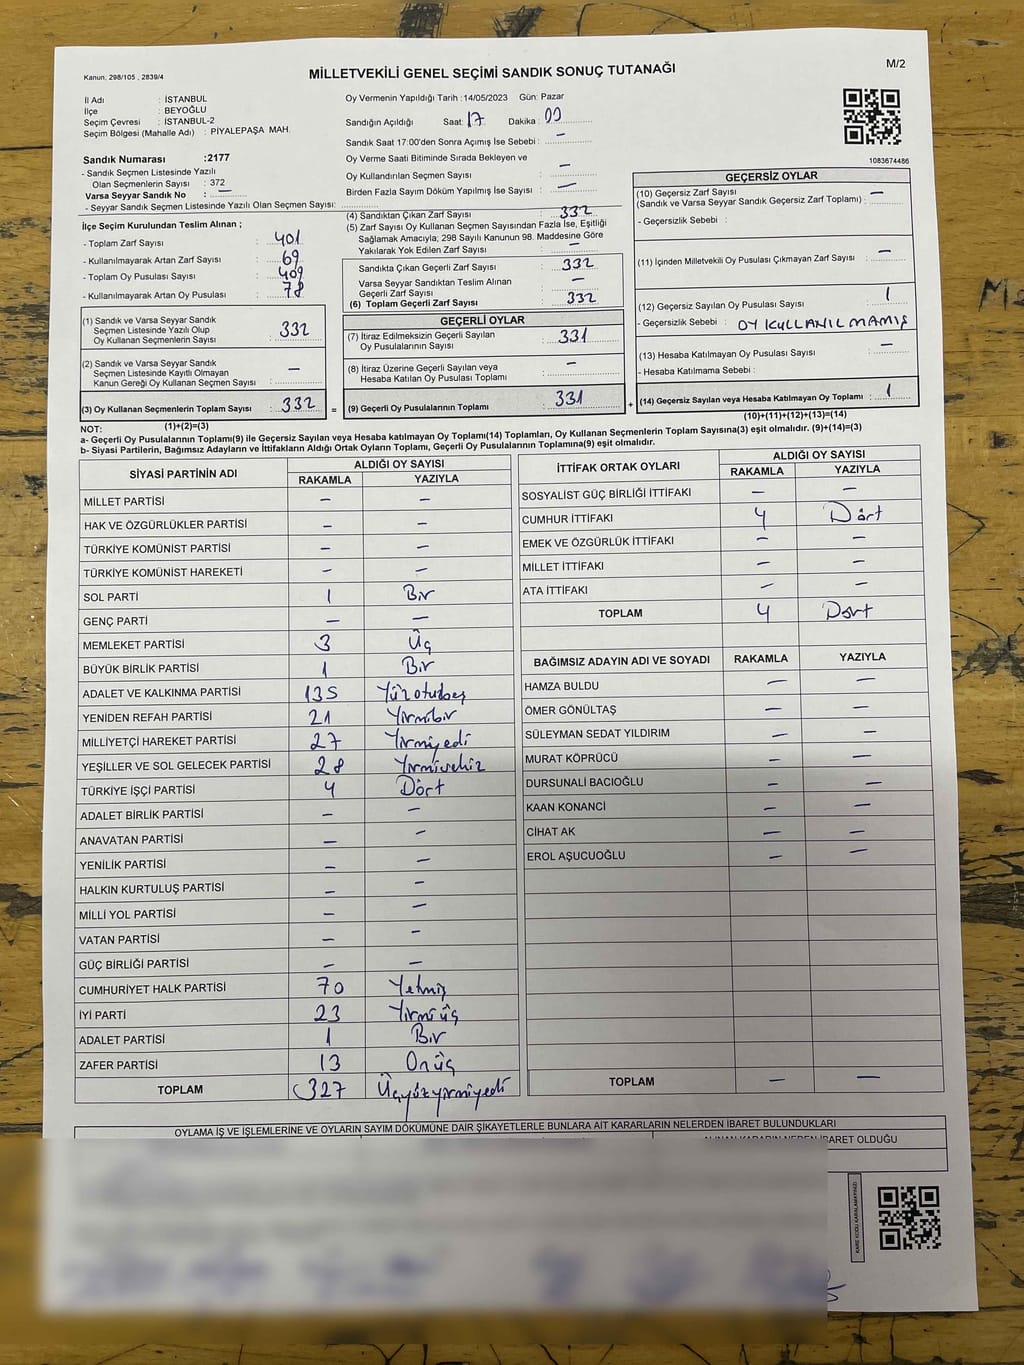 Kanun, 298/105 , 2839/4
MİLLETVEKİLİ GENEL SEÇİMİ SANDIK SONUÇ TUTANAĞI
M/2
İl Adı : İSTANBUL
İlçe : BEYOĞLU
Seçim Çevresi : İSTANBUL-2
Seçim Bölgesi (Mahalle Adı) : PİYALEPAŞA MAH.
Sandık Numarası :2177
- Sandık Seçmen Listesinde Yazılı
Olan Seçmenlerin Sayısı : 372
Varsa Seyyar Sandık No : —
- Seyyar Sandık Seçmen Listesinde Yazılı Olan Seçmen Sayısı:
Oy Vermenin Yapıldığı Tarih :14/05/2023 Gün: Pazar
Sandığın Açıldığı Saat: 17 Dakika : 00
Sandık Saat 17:00'den Sonra Açımış İse Sebebi : —
Oy Verme Saati Bitiminde Sırada Bekleyen ve
Oy Kullandırılan Seçmen Sayısı : —
Birden Fazla Sayım Döküm Yapılmış İse Sayısı : —
1083674486
İlçe Seçim Kurulundan Teslim Alınan ;
- Toplam Zarf Sayısı : 401
- Kullanılmayarak Artan Zarf Sayısı : 69
- Toplam Oy Pusulası Sayısı : 409
- Kullanılmayarak Artan Oy Pusulası : 78
(1) Sandık ve Varsa Seyyar Sandık
Seçmen Listesinde Yazılı Olup
Oy Kullanan Seçmenlerin Sayısı : 332
(2) Sandık ve Varsa Seyyar Sandık
Seçmen Listesinde Kayıtlı Olmayan
Kanun Gereği Oy Kullanan Seçmen Sayısı : —
(3) Oy Kullanan Seçmenlerin Toplam Sayısı : 332
(1)+(2)=(3)
(4) Sandıktan Çıkan Zarf Sayısı : 332
(5) Zarf Sayısı Oy Kullanan Seçmen Sayısından Fazla İse, Eşitliği
Sağlamak Amacıyla; 298 Sayılı Kanunun 98. Maddesine Göre
Yakılarak Yok Edilen Zarf Sayısı : —
Sandıkta Çıkan Geçerli Zarf Sayısı : 332
Varsa Seyyar Sandıktan Teslim Alınan
Geçerli Zarf Sayısı : —
(6) Toplam Geçerli Zarf Sayısı : 332
GEÇERLİ OYLAR
(7) İtiraz Edilmeksizin Geçerli Sayılan
Oy Pusulalarının Sayısı : 331
(8) İtiraz Üzerine Geçerli Sayılan veya
Hesaba Katılan Oy Pusulası Toplamı : —
= (9) Geçerli Oy Pusulalarının Toplamı : 331 +
GEÇERSİZ OYLAR
(10) Geçersiz Zarf Sayısı
(Sandık ve Varsa Seyyar Sandık Geçersiz Zarf Toplamı) : —
- Geçersizlik Sebebi :
(11) İçinden Milletvekili Oy Pusulası Çıkmayan Zarf Sayısı : —
(12) Geçersiz Sayılan Oy Pusulası Sayısı : 1
- Geçersizlik Sebebi : OY KULLANILMAMIŞ
(13) Hesaba Katılmayan Oy Pusulası Sayısı : —
- Hesaba Katılmama Sebebi :
(14) Geçersiz Sayılan veya Hesaba Katılmayan Oy Toplamı : 1
(10)+(11)+(12)+(13)=(14)
NOT:
a- Geçerli Oy Pusulalarının Toplamı(9) ile Geçersiz Sayılan veya Hesaba katılmayan Oy Toplamı(14) Toplamları, Oy Kullanan Seçmenlerin Toplam Sayısına(3) eşit olmalıdır. (9)+(14)=(3)
b- Siyasi Partilerin, Bağımsız Adayların ve İttifakların Aldığı Ortak Oyların Toplamı, Geçerli Oy Pusulalarının Toplamına(9) eşit olmalıdır.
SİYASİ PARTİNİN ADI ALDIĞI OY SAYISI
RAKAMLA YAZIYLA
MİLLET PARTİSİ — —
HAK VE ÖZGÜRLÜKLER PARTİSİ — —
TÜRKİYE KOMÜNİST PARTİSİ — —
TÜRKİYE KOMÜNİST HAREKETİ — —
SOL PARTİ 1 Bir
GENÇ PARTİ — —
MEMLEKET PARTİSİ 3 Üç
BÜYÜK BİRLİK PARTİSİ 1 Bir
ADALET VE KALKINMA PARTİSİ 135 Yüzotuzbeş
YENİDEN REFAH PARTİSİ 21 Yirmibir
MİLLİYETÇİ HAREKET PARTİSİ 27 Yirmiyedi
YEŞİLLER VE SOL GELECEK PARTİSİ 28 Yirmisekiz
TÜRKİYE İŞÇİ PARTİSİ 4 Dört
ADALET BİRLİK PARTİSİ — —
ANAVATAN PARTİSİ — —
YENİLİK PARTİSİ — —
HALKIN KURTULUŞ PARTİSİ — —
MİLLİ YOL PARTİSİ — —
VATAN PARTİSİ — —
GÜÇ BİRLİĞİ PARTİSİ — —
CUMHURİYET HALK PARTİSİ 70 Yetmiş
İYİ PARTİ 23 Yirmiüç
ADALET PARTİSİ 1 Bir
ZAFER PARTİSİ 13 Onüç
TOPLAM 327 Üçyüzyirmiyedi
İTTİFAK ORTAK OYLARI ALDIĞI OY SAYISI
RAKAMLA YAZIYLA
SOSYALİST GÜÇ BİRLİĞİ İTTİFAKI — —
CUMHUR İTTİFAKI 4 Dört
EMEK VE ÖZGÜRLÜK İTTİFAKI — —
MİLLET İTTİFAKI — —
ATA İTTİFAKI — —
TOPLAM 4 Dört
BAĞIMSIZ ADAYIN ADI VE SOYADI RAKAMLA YAZIYLA
HAMZA BULDU — —
ÖMER GÖNÜLTAŞ — —
SÜLEYMAN SEDAT YILDIRIM — —
MURAT KÖPRÜCÜ — —
DURSUNALİ BACIOĞLU — —
KAAN KONANCİ — —
CİHAT AK — —
EROL AŞUCUOĞLU — —
TOPLAM — —
OYLAMA İŞ VE İŞLEMLERİNE VE OYLARIN SAYIM DÖKÜMÜNE DAİR ŞİKAYETLERLE BUNLARA AİT KARARLARIN NELERDEN İBARET BULUNDUKLARI
ALINAN KARARIN NEDEN İBARET OLDUĞU
KARE KODU KARALAMAYINIZ!